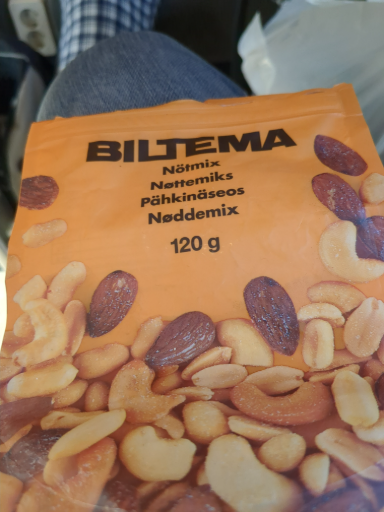 BILTEMA
Nötmix
Nøttemiks
Pähkinäseos
Nøddemix
120 g